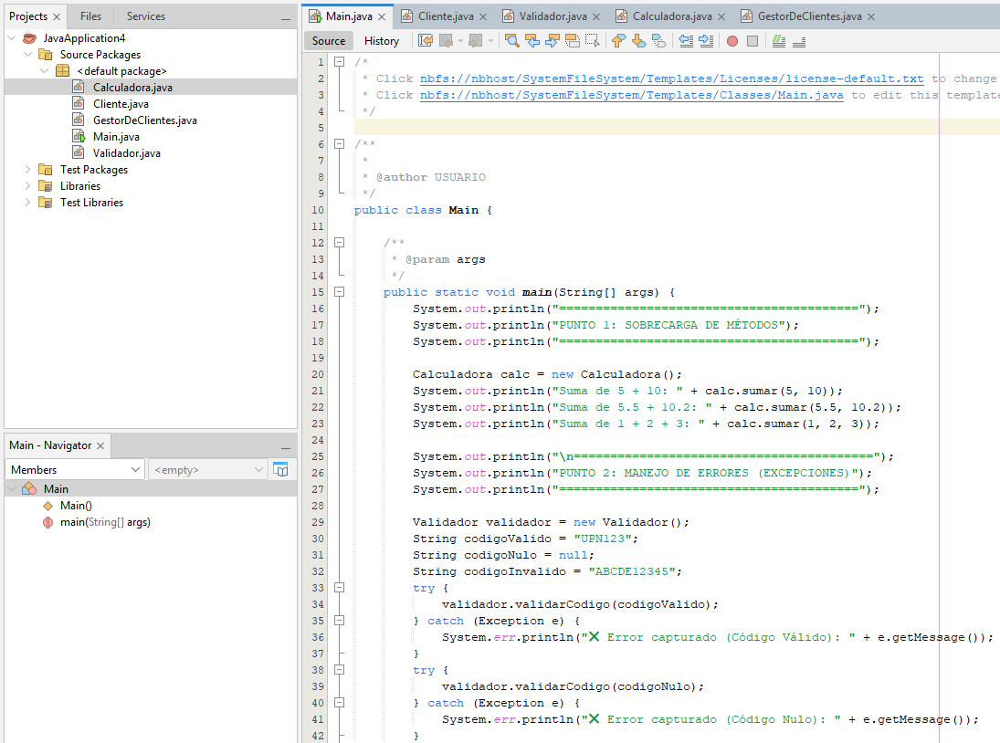 Projects Files Services
JavaApplication4
Source Packages
<default package>
Calculadora.java
Cliente.java
GestorDeClientes.java
Main.java
Validador.java
Test Packages
Libraries
Test Libraries
Main - Navigator
Members <empty>
Main
Main()
main(String[] args)
Main.java Cliente.java Validador.java Calculadora.java GestorDeClientes.java
Source History
1 /*
2  * Click nbfs://nbhost/SystemFileSystem/Templates/Licenses/license-default.txt to change
3  * Click nbfs://nbhost/SystemFileSystem/Templates/Classes/Main.java to edit this template
4  */
5
6 /**
7  *
8  * @author USUARIO
9  */
10 public class Main {
11
12     /**
13      * @param args
14      */
15     public static void main(String[] args) {
16         System.out.println("=========================================");
17         System.out.println("PUNTO 1: SOBRECARGA DE MÉTODOS");
18         System.out.println("=========================================");
19
20         Calculadora calc = new Calculadora();
21         System.out.println("Suma de 5 + 10: " + calc.sumar(5, 10));
22         System.out.println("Suma de 5.5 + 10.2: " + calc.sumar(5.5, 10.2));
23         System.out.println("Suma de 1 + 2 + 3: " + calc.sumar(1, 2, 3));
24
25         System.out.println("\n=========================================");
26         System.out.println("PUNTO 2: MANEJO DE ERRORES (EXCEPCIONES)");
27         System.out.println("=========================================");
28
29         Validador validador = new Validador();
30         String codigoValido = "UPN123";
31         String codigoNulo = null;
32         String codigoInvalido = "ABCDE12345";
33         try {
34             validador.validarCodigo(codigoValido);
35         } catch (Exception e) {
36             System.err.println("❌ Error capturado (Código Válido): " + e.getMessage());
37         }
38         try {
39             validador.validarCodigo(codigoNulo);
40         } catch (Exception e) {
41             System.err.println("❌ Error capturado (Código Nulo): " + e.getMessage());
42         }